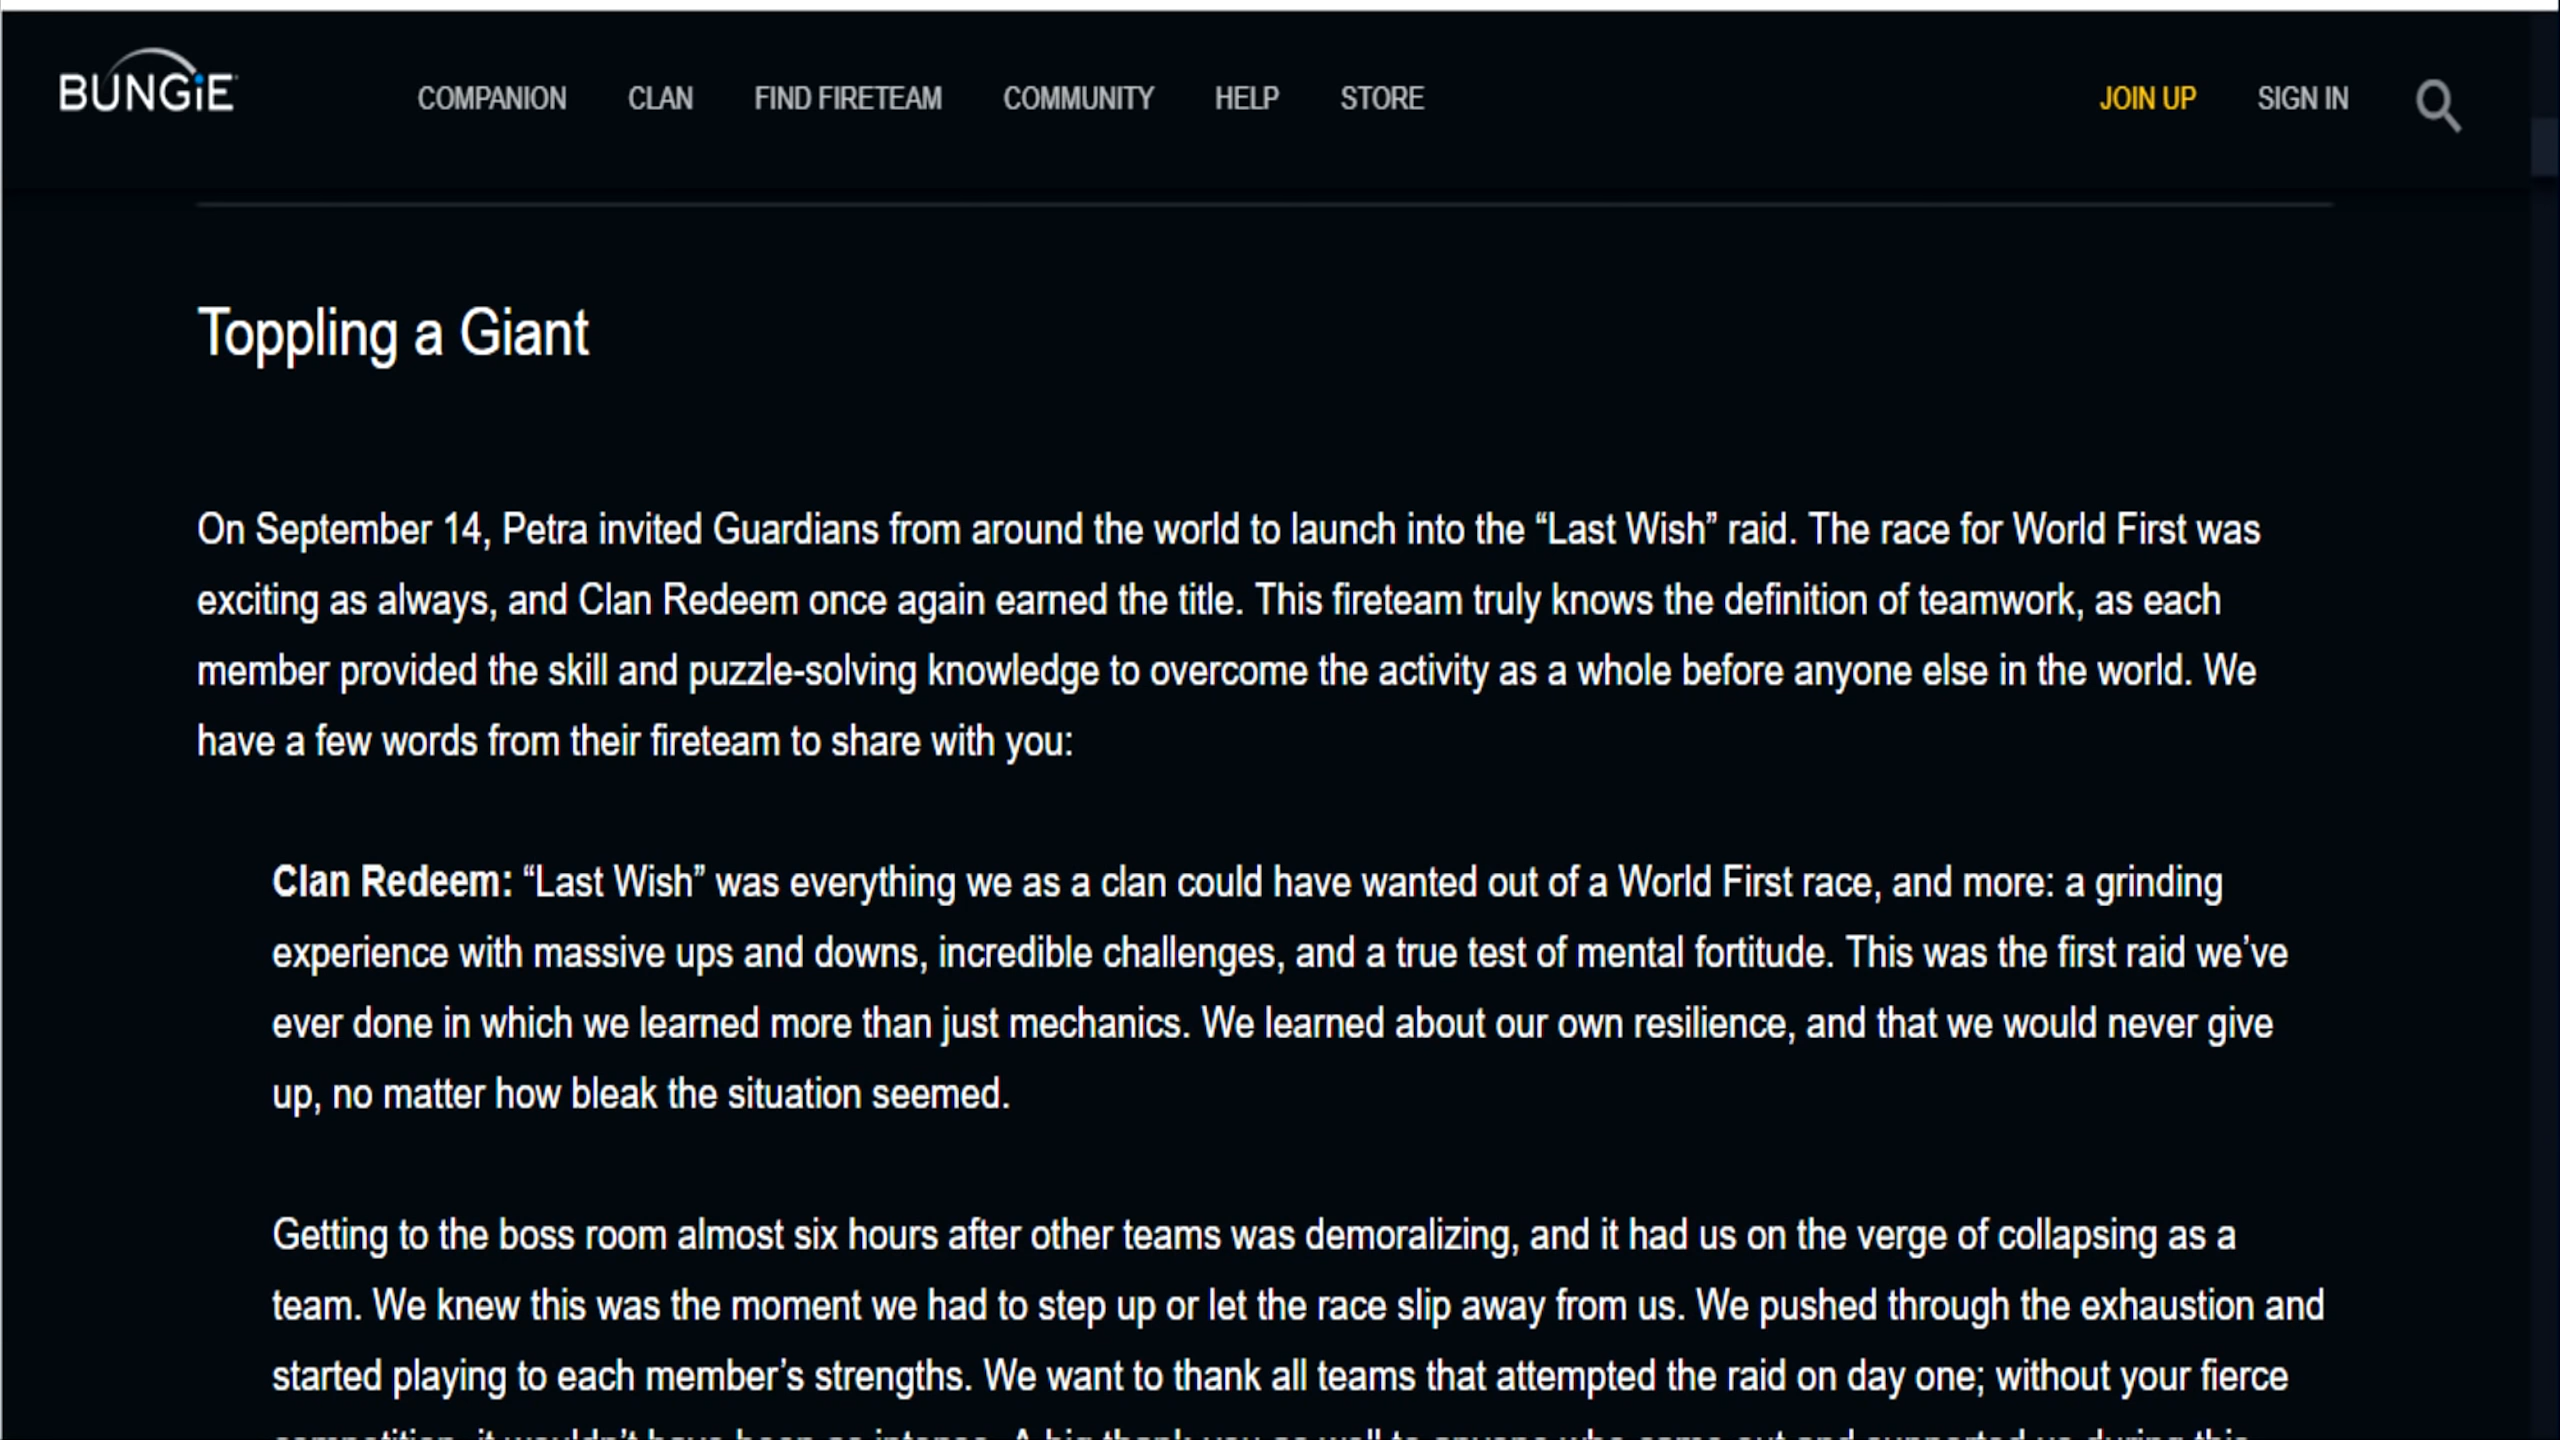 BUNGiE
COMPANION CLAN FIND FIRETEAM COMMUNITY HELP STORE JOIN UP SIGN IN
Toppling a Giant
On September 14, Petra invited Guardians from around the world to launch into the “Last Wish” raid. The race for World First was
exciting as always, and Clan Redeem once again earned the title. This fireteam truly knows the definition of teamwork, as each
member provided the skill and puzzle-solving knowledge to overcome the activity as a whole before anyone else in the world. We
have a few words from their fireteam to share with you:
Clan Redeem: “Last Wish” was everything we as a clan could have wanted out of a World First race, and more: a grinding
experience with massive ups and downs, incredible challenges, and a true test of mental fortitude. This was the first raid we’ve
ever done in which we learned more than just mechanics. We learned about our own resilience, and that we would never give
up, no matter how bleak the situation seemed.
Getting to the boss room almost six hours after other teams was demoralizing, and it had us on the verge of collapsing as a
team. We knew this was the moment we had to step up or let the race slip away from us. We pushed through the exhaustion and
started playing to each member’s strengths. We want to thank all teams that attempted the raid on day one; without your fierce